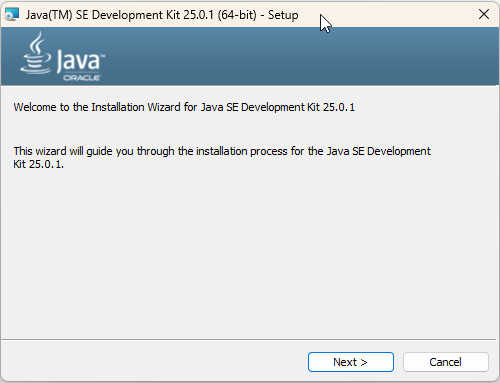 Java(TM) SE Development Kit 25.0.1 (64-bit) - Setup
Java™
ORACLE
Welcome to the Installation Wizard for Java SE Development Kit 25.0.1
This wizard will guide you through the installation process for the Java SE Development
Kit 25.0.1.
Next >
Cancel